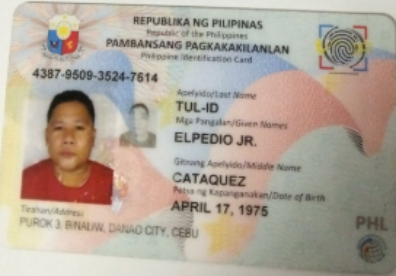 REPUBLIKA NG PILIPINAS
Republic of the Philippines
PAMBANSANG PAGKAKAKILANLAN
Philippine Identification Card
4387-9509-3524-7614
Apelyido/Last Name
TUL-ID
Mga Pangalan/Given Names
ELPEDIO JR.
Gitnang Apelyido/Middle Name
CATAQUEZ
Petsa ng Kapanganakan/Date of Birth
APRIL 17, 1975
Tirahan/Address
PUROK 3, BINALIW, DANAO CITY, CEBU
PHL